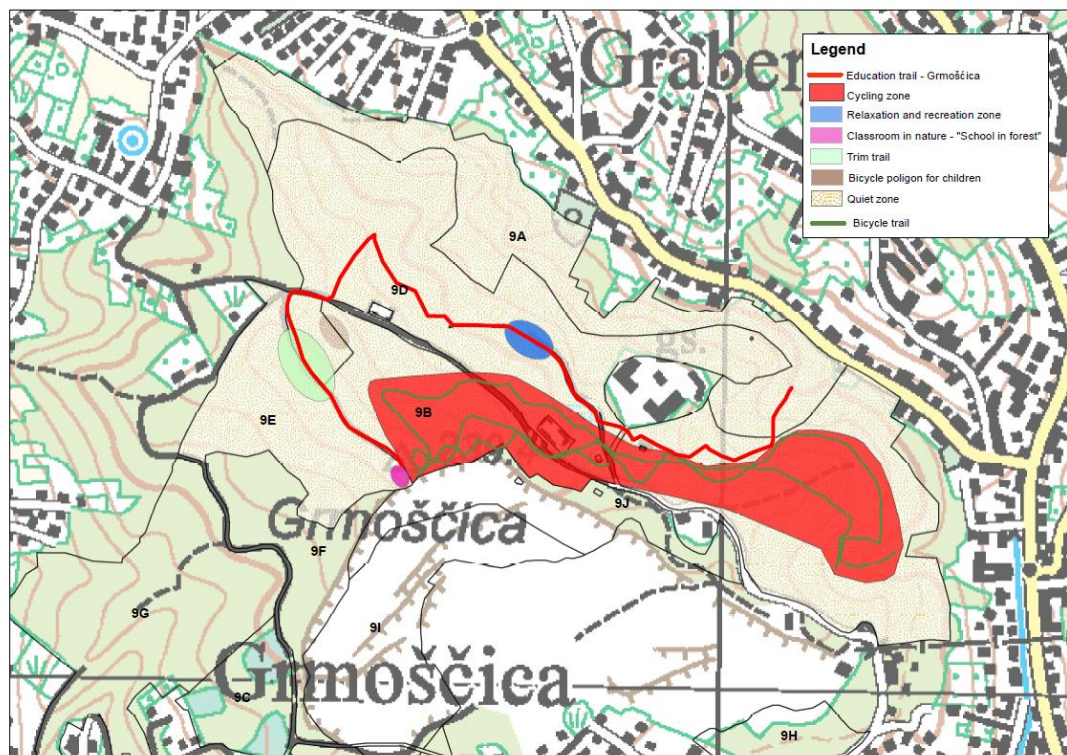 Graber
Legend
Education trail - Grmošćica
Cycling zone
Relaxation and recreation zone
Classroom in nature - "School in forest"
Trim trail
Bicycle poligon for children
Quiet zone
Bicycle trail
9A
9D
gs.
9B
9E
9J
Grmoščica
9F
9G
9I
Grmoščica
9C
9H